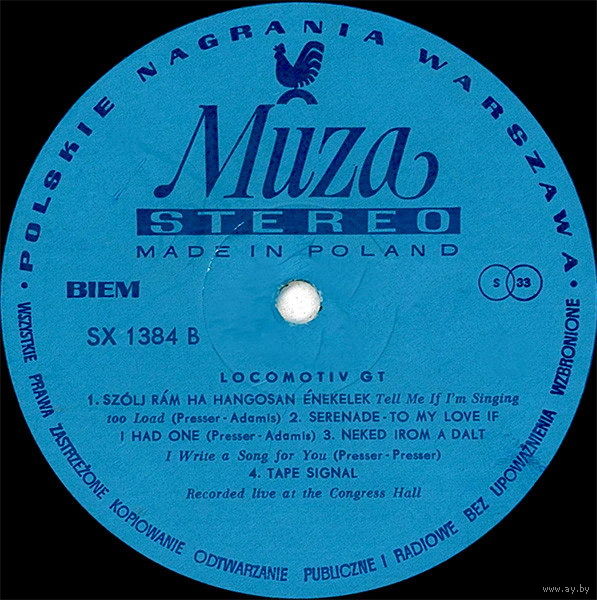 • POLSKIE NAGRANIA WARSZAWA •
Muza
STEREO
MADE IN POLAND
BIEM
S 33
SX 1384 B
LOCOMOTIV GT
1. SZÓLJ RÁM HA HANGOSAN ÉNEKELEK Tell Me If I'm Singing
too Load (Presser-Adamis) 2. SERENADE-TO MY LOVE IF
I HAD ONE (Presser-Adamis) 3. NEKED IROM A DALT
I Write a Song for You (Presser-Presser)
4. TAPE SIGNAL
Recorded live at the Congress Hall
WSZYSTKIE PRAWA ZASTRZEŻONE KOPIOWANIE ODTWARZANIE PUBLICZNE I RADIOWE BEZ UPOWAŻNIENIA WZBRONIONE
www.ay.by